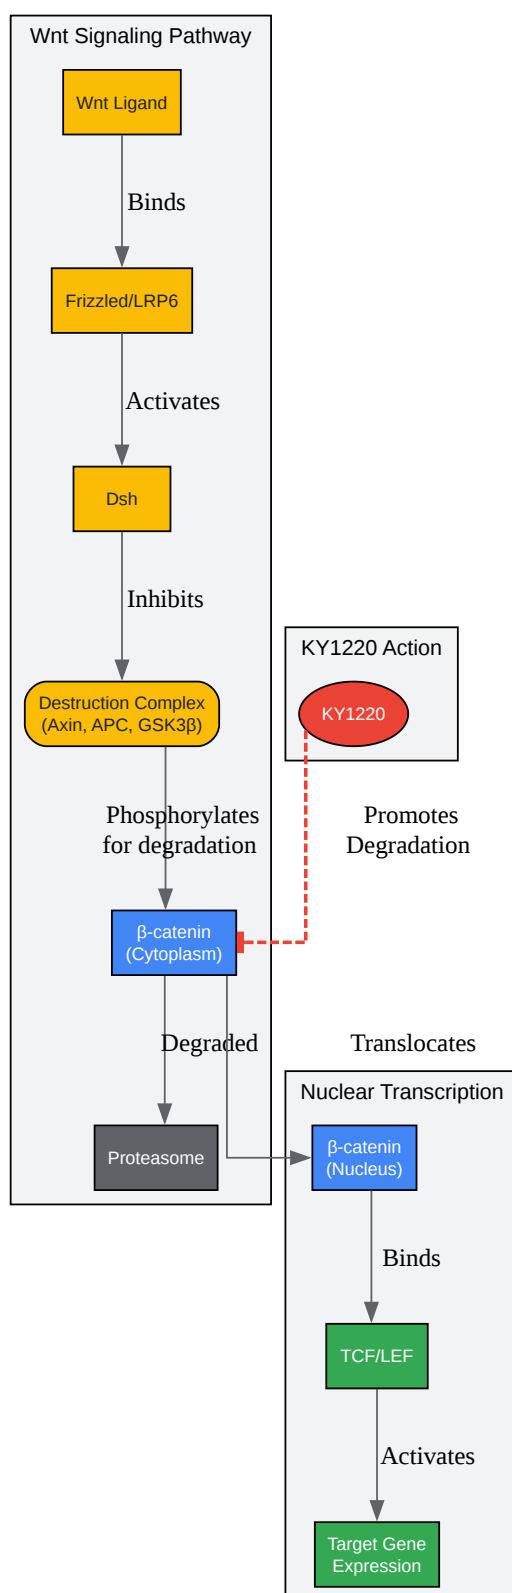 Wnt Signaling Pathway
Wnt Ligand
Binds
Frizzled/LRP6
Activates
Dsh
Inhibits
Destruction Complex
(Axin, APC, GSK3β)
KY1220 Action
KY1220
Phosphorylates
for degradation
Promotes
Degradation
β-catenin
(Cytoplasm)
Degraded
Translocates
Proteasome
Nuclear Transcription
β-catenin
(Nucleus)
Binds
TCF/LEF
Activates
Target Gene
Expression